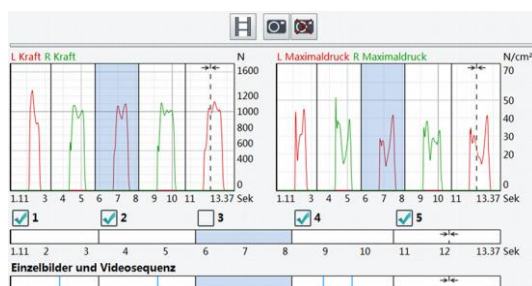 L Kraft R Kraft N
1600
1200
1000
800
600
400
0
1.11 3 4 5 6 7 8 9 10 11 13.37 Sek
L Maximaldruck R Maximaldruck N/cm²
70
50
40
30
20
0
1.11 3 4 5 6 7 8 9 10 11 13.37 Sek
1 2 3 4 5
1.11 2 3 4 5 6 7 8 9 10 11 12 13.37 Sek
Einzelbilder und Videosequenz